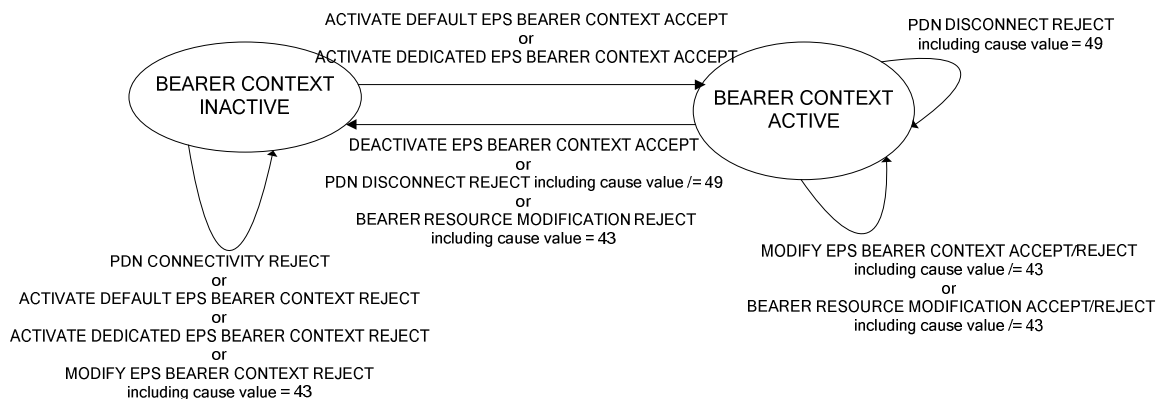 ACTIVATE DEFAULT EPS BEARER CONTEXT ACCEPT
or
ACTIVATE DEDICATED EPS BEARER CONTEXT ACCEPT
PDN DISCONNECT REJECT
including cause value = 49
BEARER CONTEXT
INACTIVE
BEARER CONTEXT
ACTIVE
DEACTIVATE EPS BEARER CONTEXT ACCEPT
or
PDN DISCONNECT REJECT including cause value /= 49
or
BEARER RESOURCE MODIFICATION REJECT
including cause value = 43
PDN CONNECTIVITY REJECT
or
ACTIVATE DEFAULT EPS BEARER CONTEXT REJECT
or
ACTIVATE DEDICATED EPS BEARER CONTEXT REJECT
or
MODIFY EPS BEARER CONTEXT REJECT
including cause value = 43
MODIFY EPS BEARER CONTEXT ACCEPT/REJECT
including cause value /= 43
or
BEARER RESOURCE MODIFICATION ACCEPT/REJECT
including cause value /= 43